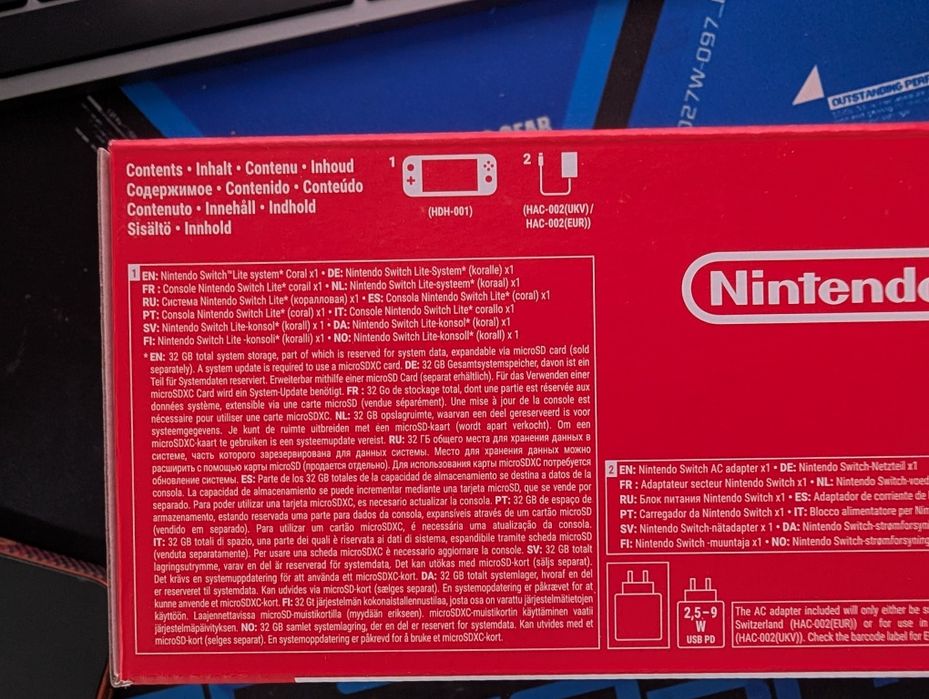 027W-097
OUTSTANDING PERF
GEAR
Contents • Inhalt • Contenu • Inhoud
Содержимое • Contenido • Conteúdo
Contenuto • Innehåll • Indhold
Sisältö • Innhold
1
(HDH-001)
2
(HAC-002(UKV)/
HAC-002(EUR))
1 EN: Nintendo Switch™Lite system* Coral x1 • DE: Nintendo Switch Lite-System* (koralle) x1
FR : Console Nintendo Switch Lite* corail x1 • NL: Nintendo Switch Lite-systeem* (koraal) x1
RU: Система Nintendo Switch Lite* (коралловая) x1 • ES: Consola Nintendo Switch Lite* (coral) x1
PT: Consola Nintendo Switch Lite* (coral) x1 • IT: Console Nintendo Switch Lite* corallo x1
SV: Nintendo Switch Lite-konsol* (korall) x 1 • DA: Nintendo Switch Lite-konsol* (koral) x1
FI: Nintendo Switch Lite -konsoli* (koralli) x1 • NO: Nintendo Switch Lite-konsoll* (korall) x 1
* EN: 32 GB total system storage, part of which is reserved for system data, expandable via microSD card (sold
separately). A system update is required to use a microSDXC card. DE: 32 GB Gesamtsystemspeicher, davon ist ein
Teil für Systemdaten reserviert. Erweiterbar mithilfe einer microSD Card (separat erhältlich). Für das Verwenden einer
microSDXC Card wird ein System-Update benötigt. FR : 32 Go de stockage total, dont une partie est réservée aux
données système, extensible via une carte microSD (vendue séparément). Une mise à jour de la console est
nécessaire pour utiliser une carte microSDXC. NL: 32 GB opslagruimte, waarvan een deel gereserveerd is voor
systeemgegevens. Je kunt de ruimte uitbreiden met een microSD-kaart (wordt apart verkocht). Om een
microSDXC-kaart te gebruiken is een systeemupdate vereist. RU: 32 ГБ общего места для хранения данных в
системе, часть которого зарезервирована для данных системы. Место для хранения данных можно
расширить с помощью карты microSD (продается отдельно). Для использования карты microSDXC потребуется
обновление системы. ES: Parte de los 32 GB totales de la capacidad de almacenamiento se destina a datos de la
consola. La capacidad de almacenamiento se puede incrementar mediante una tarjeta microSD, que se vende por
separado. Para poder utilizar una tarjeta microSDXC, es necesario actualizar la consola. PT: 32 GB de espaço de
armazenamento, estando reservada uma parte para dados da consola, expansíveis através de um cartão microSD
(vendido em separado). Para utilizar um cartão microSDXC, é necessária uma atualização da consola.
IT: 32 GB totali di spazio, una parte dei quali è riservata ai dati di sistema, espandibile tramite scheda microSD
(venduta separatamente). Per usare una scheda microSDXC è necessario aggiornare la console. SV: 32 GB totalt
lagringsutrymme, varav en del är reserverad för systemdata. Det kan utökas med microSD-kort (säljs separat).
Det krävs en systemuppdatering för att använda ett microSDXC-kort. DA: 32 GB totalt systemlager, hvoraf en del
er reserveret til systemdata. Kan udvides via microSD-kort (sælges separat). En systemopdatering er påkrævet for at
kunne anvende et microSDXC-kort. FI: 32 Gt järjestelmän kokonaistallennustilaa, josta osa on varattu järjestelmätietojen
käyttöön. Laajennettavissa microSD-muistikortilla (myydään erikseen). microSDXC-muistikortin käyttäminen vaatii
järjestelmäpäivityksen. NO: 32 GB samlet systemlagring, der en del er reservert for systemdata. Kan utvides med et
microSD-kort (selges separat). En systemoppdatering er påkrevd for å bruke et microSDXC-kort.
Nintendo
2 EN: Nintendo Switch AC adapter x1 • DE: Nintendo Switch-Netzteil x1
FR : Adaptateur secteur Nintendo Switch x1 • NL: Nintendo Switch-voed
RU: Блок питания Nintendo Switch x1 • ES: Adaptador de corriente de
PT: Carregador da Nintendo Switch x1 • IT: Blocco alimentatore per Nin
SV: Nintendo Switch-nätadapter x 1 • DA: Nintendo Switch-strømforsyn
FI: Nintendo Switch -muuntaja x1 • NO: Nintendo Switch-strømforsyning
2,5–9
W
USB PD
The AC adapter included will only either be s
Switzerland (HAC-002(EUR)) or for use in
(HAC-002(UKV)). Check the barcode label for E